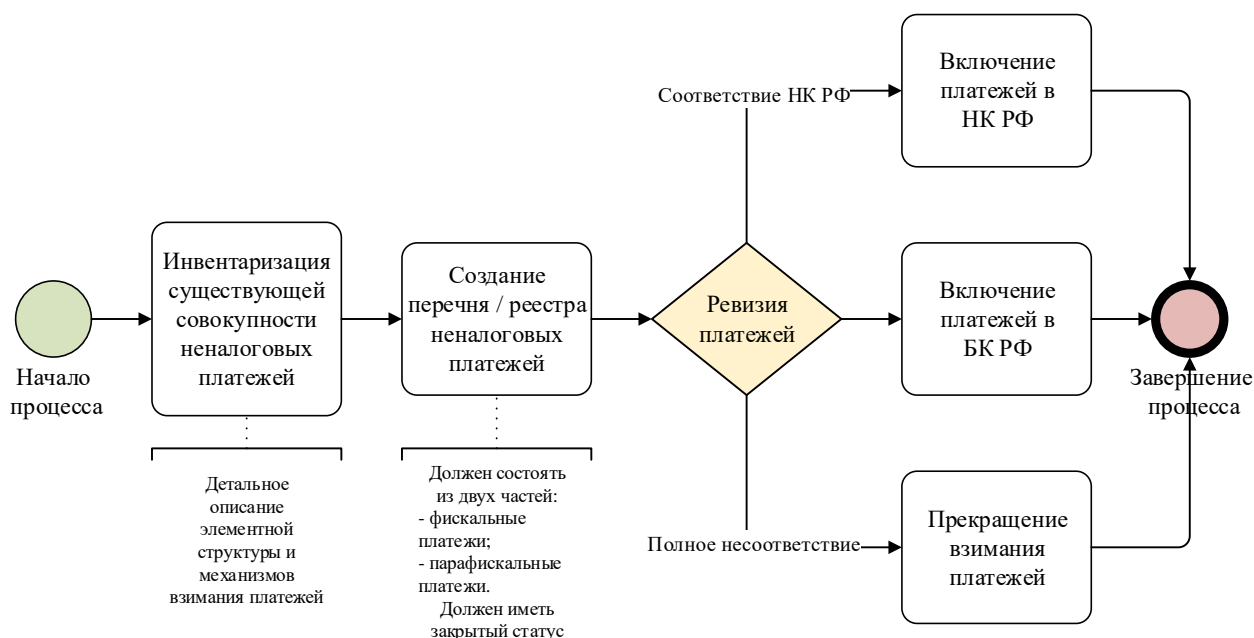 Начало
процесса
Инвентаризация
существующей
совокупности
неналоговых
платежей
Детальное
описание
элементной
структуры и
механизмов
взимания платежей
Создание
перечня / реестра
неналоговых
платежей
Должен состоять
из двух частей:
- фискальные
платежи;
- парафискальные
платежи.
Должен иметь
закрытый статус
Ревизия
платежей
Соответствие НК РФ
Полное несоответствие
Включение
платежей в
НК РФ
Включение
платежей в
БК РФ
Прекращение
взимания
платежей
Завершение
процесса